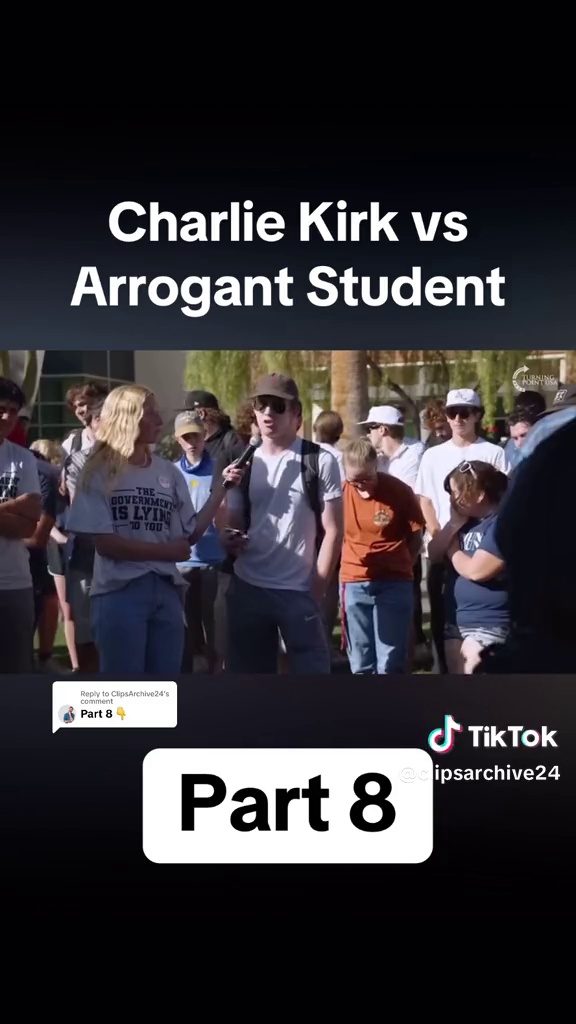 Charlie Kirk vs
Arrogant Student
TURNING
POINT USA
THE
GOVERNMENT
IS LYING
TO YOU
Reply to ClipsArchive24's
comment
Part 8 👇
TikTok
@clipsarchive24
Part 8